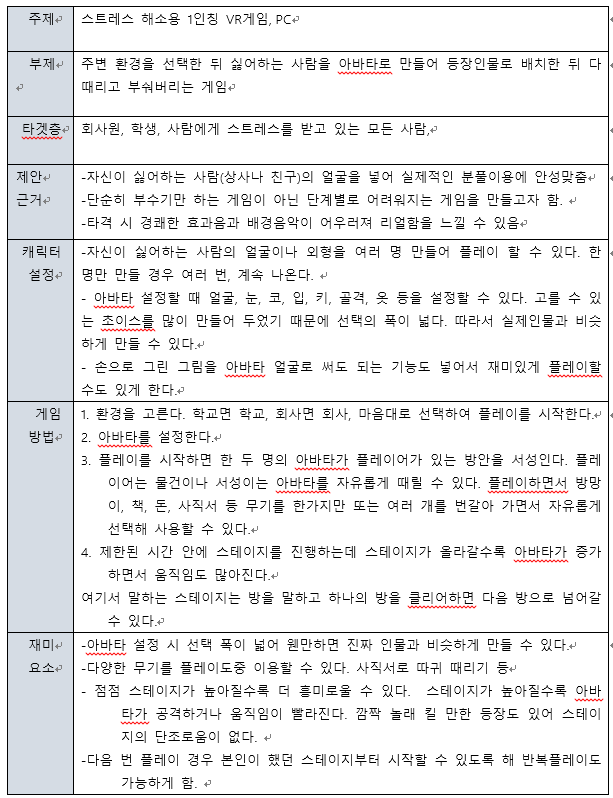 주제 스트레스 해소용 1인칭 VR게임, PC
부제 주변 환경을 선택한 뒤 싫어하는 사람을 아바타로 만들어 등장인물로 배치한 뒤 다
때리고 부숴버리는 게임
타겟층 회사원, 학생, 사람에게 스트레스를 받고 있는 모든 사람,
제안 -자신이 싫어하는 사람(상사나 친구)의 얼굴을 넣어 실제적인 분풀이용에 안성맞춤
근거 -단순히 부수기만 하는 게임이 아닌 단계별로 어려워지는 게임을 만들고자 함.
-타격 시 경쾌한 효과음과 배경음악이 어우러져 리얼함을 느낄 수 있음
캐릭터 -자신이 싫어하는 사람의 얼굴이나 외형을 여러 명 만들어 플레이 할 수 있다. 한
설정 명만 만들 경우 여러 번, 계속 나온다.
- 아바타 설정할 때 얼굴, 눈, 코, 입, 키, 골격, 옷 등을 설정할 수 있다. 고를 수 있
는 초이스를 많이 만들어 두었기 때문에 선택의 폭이 넓다. 따라서 실제인물과 비슷
하게 만들 수 있다.
- 손으로 그린 그림을 아바타 얼굴로 써도 되는 기능도 넣어서 재미있게 플레이할
수도 있게 한다.
게임 1. 환경을 고른다. 학교면 학교, 회사면 회사, 마음대로 선택하여 플레이를 시작한다.
방법 2. 아바타를 설정한다.
3. 플레이를 시작하면 한 두 명의 아바타가 플레이어가 있는 방안을 서성인다. 플레
이어는 물건이나 서성이는 아바타를 자유롭게 때릴 수 있다. 플레이하면서 방망
이, 책, 돈, 사직서 등 무기를 한가지만 또는 여러 개를 번갈아 가면서 자유롭게
선택해 사용할 수 있다.
4. 제한된 시간 안에 스테이지를 진행하는데 스테이지가 올라갈수록 아바타가 증가
하면서 움직임도 많아진다.
여기서 말하는 스테이지는 방을 말하고 하나의 방을 클리어하면 다음 방으로 넘어갈
수 있다.
재미 -아바타 설정 시 선택 폭이 넓어 웬만하면 진짜 인물과 비슷하게 만들 수 있다.
요소 -다양한 무기를 플레이도중 이용할 수 있다. 사직서로 따귀 때리기 등
- 점점 스테이지가 높아질수록 더 흥미로울 수 있다. 스테이지가 높아질수록 아바
타가 공격하거나 움직임이 빨라진다. 깜짝 놀래 킬 만한 등장도 있어 스테이
지의 단조로움이 없다.
-다음 번 플레이 경우 본인이 했던 스테이지부터 시작할 수 있도록 해 반복플레이도
가능하게 함.